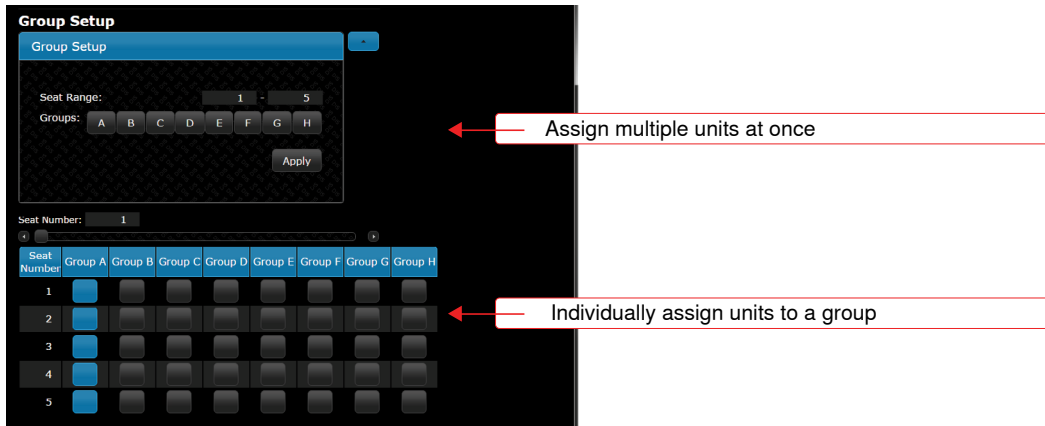 Group Setup
Group Setup
Seat Range: 1 - 5
Groups: A B C D E F G H
Apply
Assign multiple units at once
Seat Number: 1
Seat Number Group A Group B Group C Group D Group E Group F Group G Group H
1
2
Individually assign units to a group
3
4
5